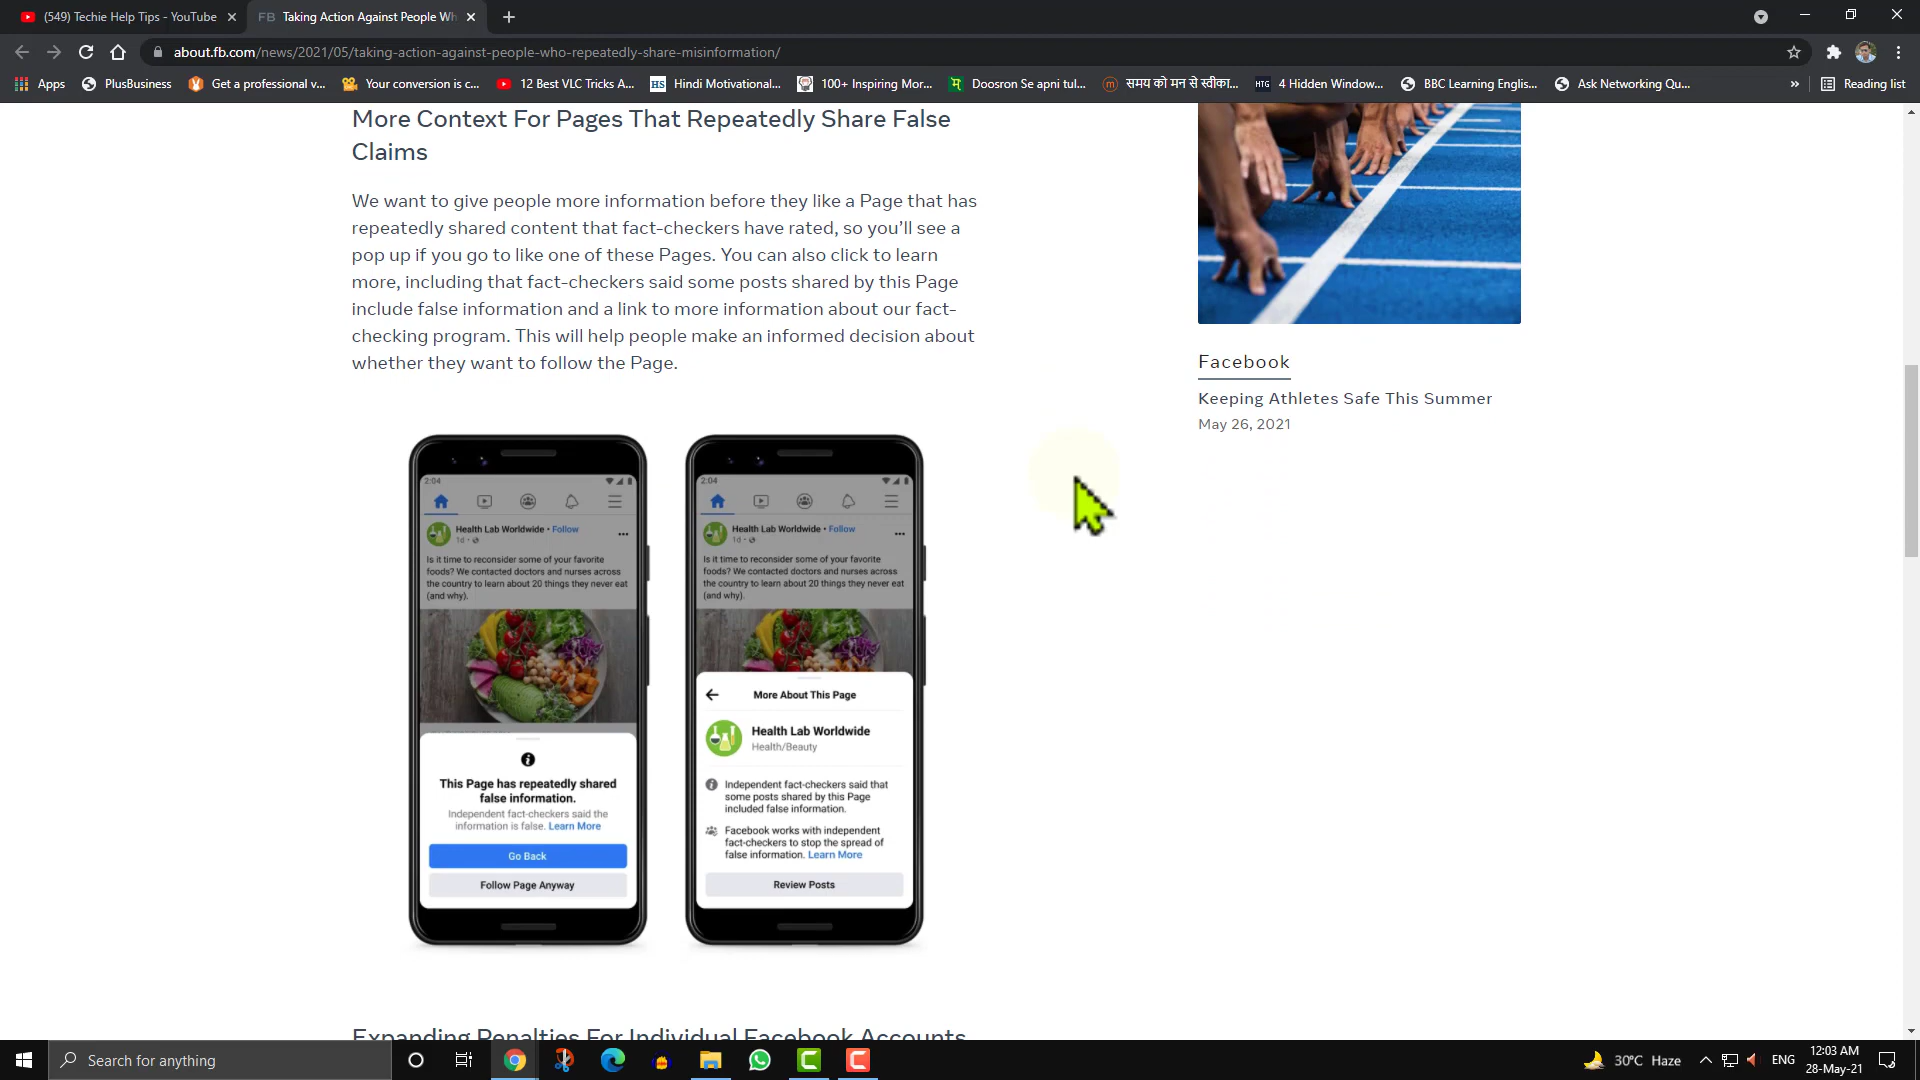 (549) Techie Help Tips - YouTube
FB Taking Action Against People Wh
about.fb.com/news/2021/05/taking-action-against-people-who-repeatedly-share-misinformation/
Apps PlusBusiness Get a professional v... Your conversion is c... 12 Best VLC Tricks A... HS Hindi Motivational... 100+ Inspiring Mor... Doosron Se apni tul... समय को मन से स्वीका... HTG 4 Hidden Window... BBC Learning Englis... Ask Networking Qu... » Reading list
More Context For Pages That Repeatedly Share False
Claims
We want to give people more information before they like a Page that has
repeatedly shared content that fact-checkers have rated, so you’ll see a
pop up if you go to like one of these Pages. You can also click to learn
more, including that fact-checkers said some posts shared by this Page
include false information and a link to more information about our fact-
checking program. This will help people make an informed decision about
whether they want to follow the Page.
2:04
Health Lab Worldwide • Follow
1d •
Is it time to reconsider some of your favorite
foods? We contacted doctors and nurses across
the country to learn about 20 things they never eat
(and why).
This Page has repeatedly shared
false information.
Independent fact-checkers said the
information is false. Learn More
Go Back
Follow Page Anyway
2:04
Health Lab Worldwide • Follow
1d •
Is it time to reconsider some of your favorite
foods? We contacted doctors and nurses across
the country to learn about 20 things they never eat
(and why).
More About This Page
Health Lab Worldwide
Health/Beauty
Independent fact-checkers said that
some posts shared by this Page
included false information.
Facebook works with independent
fact-checkers to stop the spread of
false information. Learn More
Review Posts
Expanding Penalties For Individual Facebook Accounts
Facebook
Keeping Athletes Safe This Summer
May 26, 2021
Search for anything
30°C Haze
ENG
12:03 AM
28-May-21